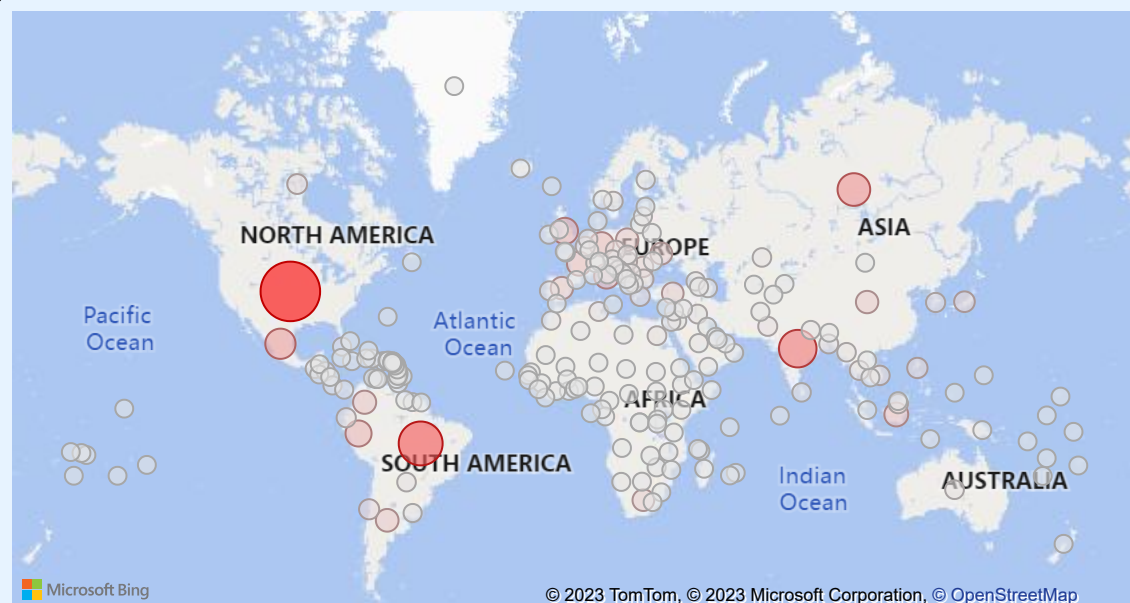 NORTH AMERICA
EUROPE
ASIA
Pacific
Ocean
Atlantic
Ocean
AFRICA
SOUTH AMERICA
Indian
Ocean
AUSTRALIA
Microsoft Bing
© 2023 TomTom, © 2023 Microsoft Corporation, © OpenStreetMap